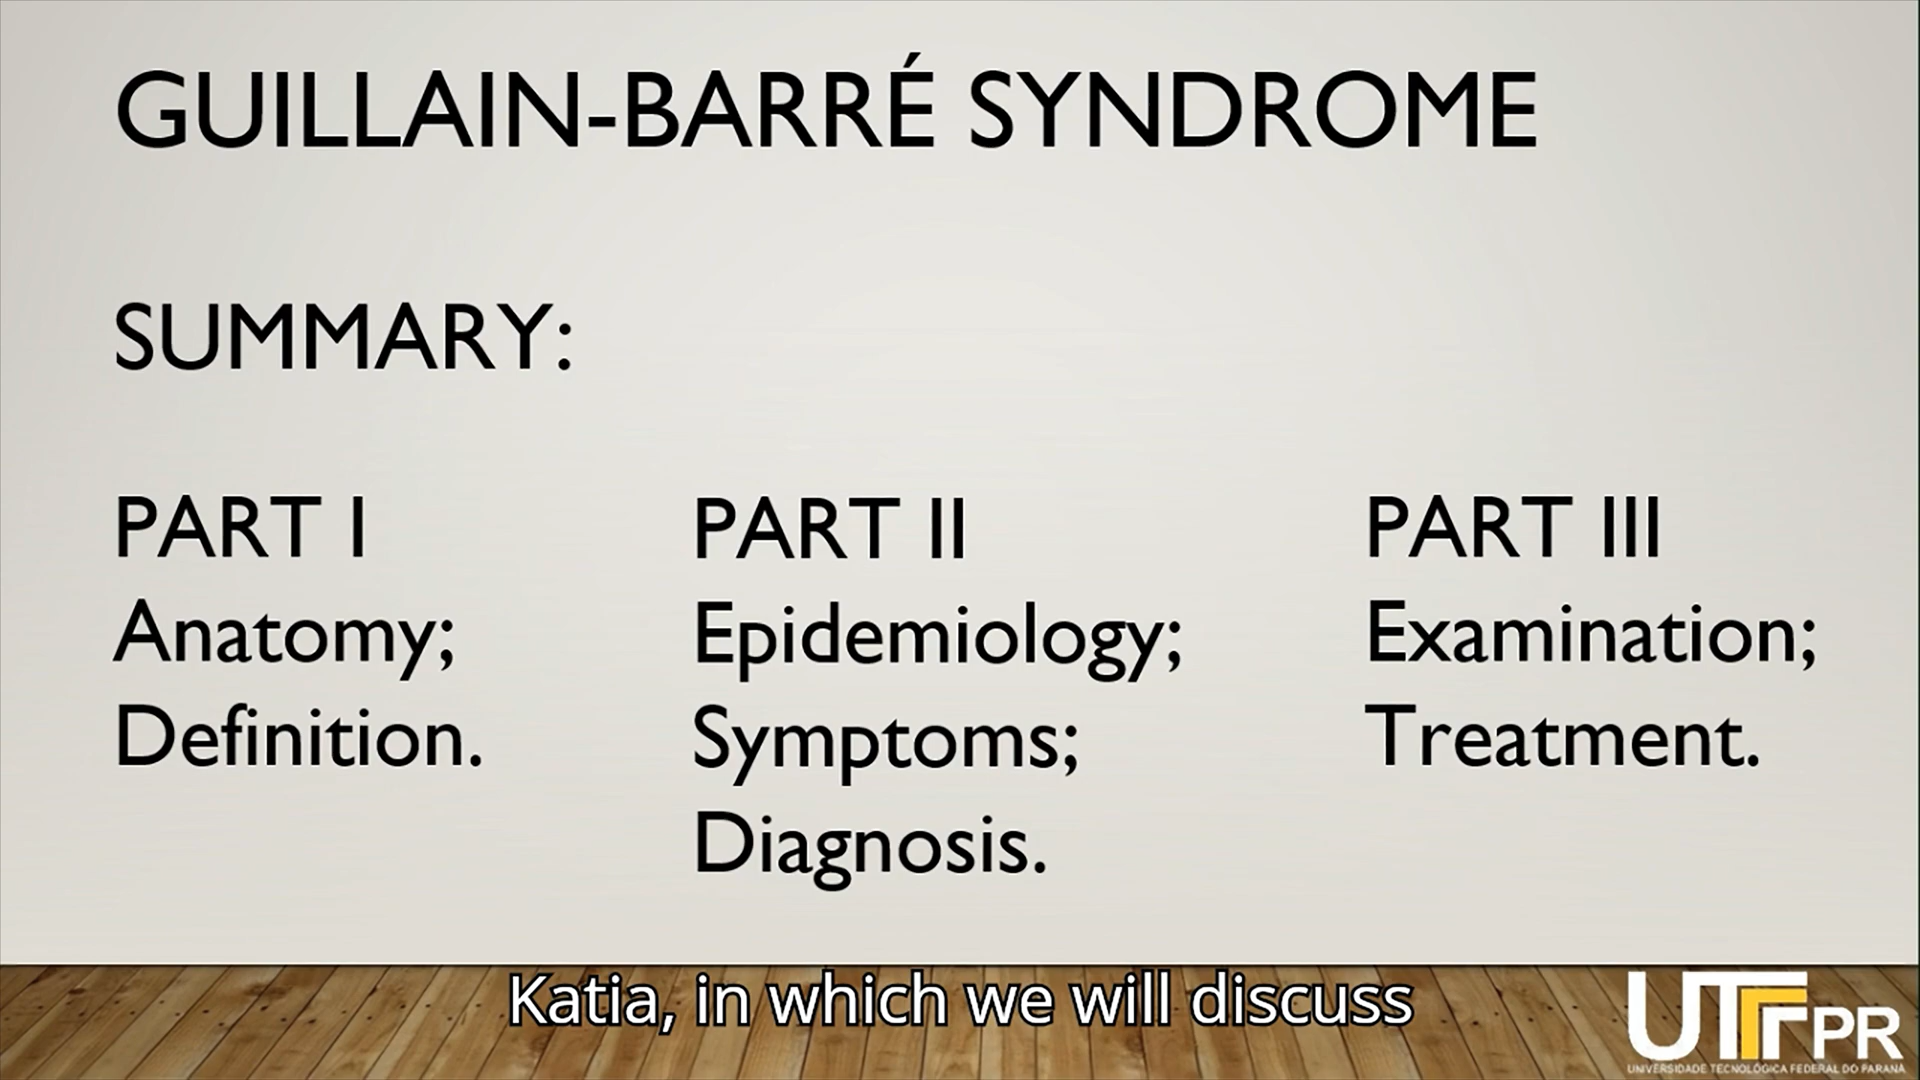 GUILLAIN-BARRÉ SYNDROME
SUMMARY:
PART I
Anatomy;
Definition.
PART II
Epidemiology;
Symptoms;
Diagnosis.
PART III
Examination;
Treatment.
Katia, in which we will discuss
UTFPR
UNIVERSIDADE TECNOLÓGICA FEDERAL DO PARANÁ